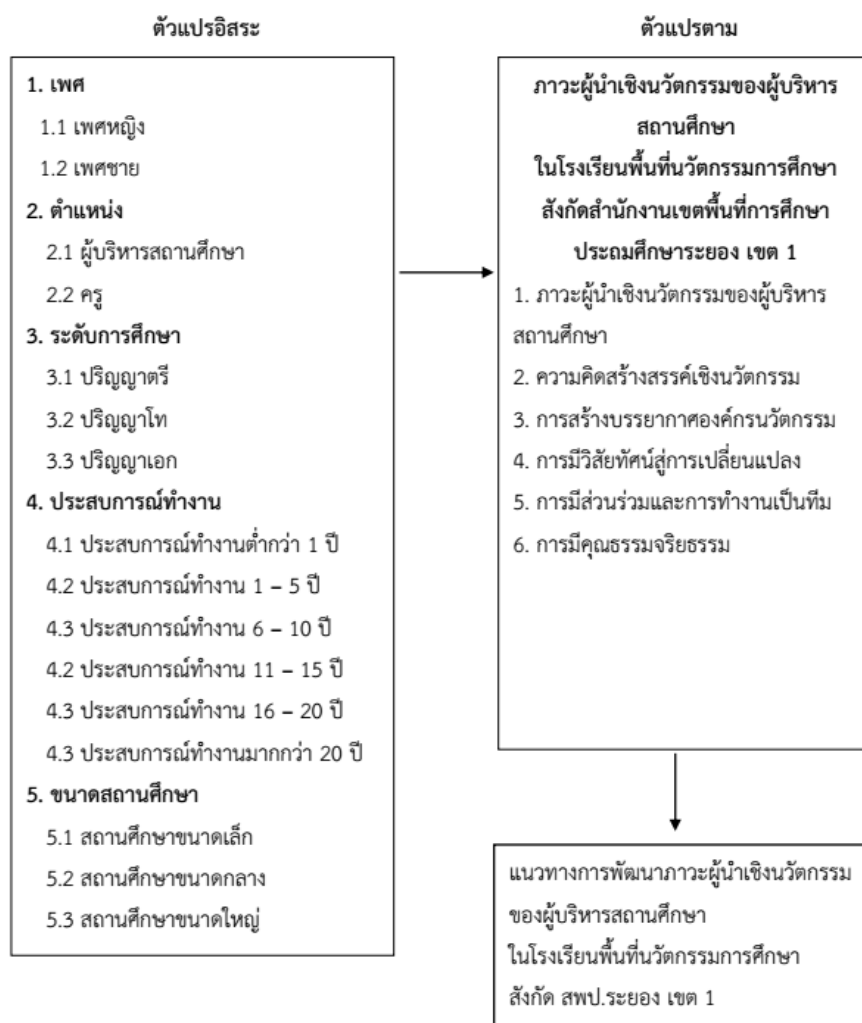 ตัวแปรอิสระ
1. เพศ
1.1 เพศหญิง
1.2 เพศชาย
2. ตำแหน่ง
2.1 ผู้บริหารสถานศึกษา
2.2 ครู
3. ระดับการศึกษา
3.1 ปริญญาตรี
3.2 ปริญญาโท
3.3 ปริญญาเอก
4. ประสบการณ์ทำงาน
4.1 ประสบการณ์ทำงานต่ำกว่า 1 ปี
4.2 ประสบการณ์ทำงาน 1 – 5 ปี
4.3 ประสบการณ์ทำงาน 6 – 10 ปี
4.2 ประสบการณ์ทำงาน 11 – 15 ปี
4.3 ประสบการณ์ทำงาน 16 – 20 ปี
4.3 ประสบการณ์ทำงานมากกว่า 20 ปี
5. ขนาดสถานศึกษา
5.1 สถานศึกษาขนาดเล็ก
5.2 สถานศึกษาขนาดกลาง
5.3 สถานศึกษาขนาดใหญ่
ตัวแปรตาม
ภาวะผู้นำเชิงนวัตกรรมของผู้บริหาร
สถานศึกษา
ในโรงเรียนพื้นที่นวัตกรรมการศึกษา
สังกัดสำนักงานเขตพื้นที่การศึกษา
ประถมศึกษาระยอง เขต 1
1. ภาวะผู้นำเชิงนวัตกรรมของผู้บริหาร
สถานศึกษา
2. ความคิดสร้างสรรค์เชิงนวัตกรรม
3. การสร้างบรรยากาศองค์กรนวัตกรรม
4. การมีวิสัยทัศน์สู่การเปลี่ยนแปลง
5. การมีส่วนร่วมและการทำงานเป็นทีม
6. การมีคุณธรรมจริยธรรม
แนวทางการพัฒนาภาวะผู้นำเชิงนวัตกรรม
ของผู้บริหารสถานศึกษา
ในโรงเรียนพื้นที่นวัตกรรมการศึกษา
สังกัด สพป.ระยอง เขต 1